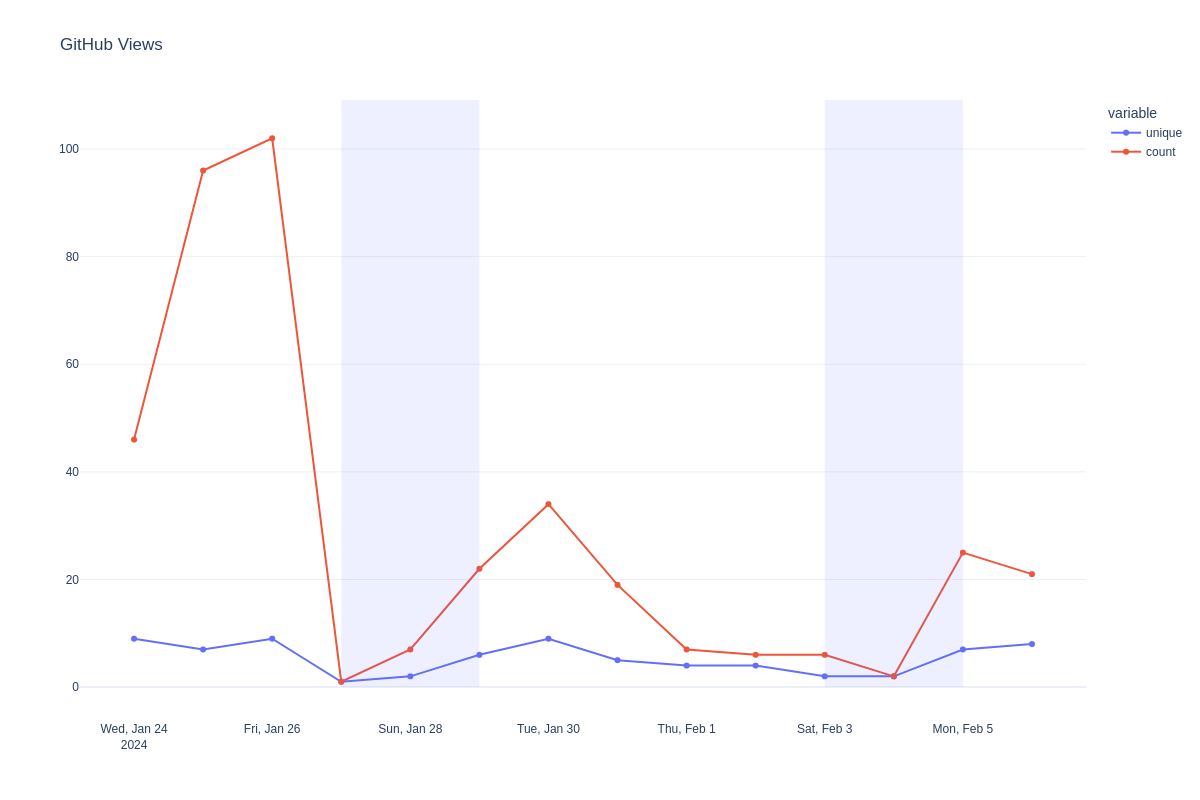 GitHub Views
variable
unique
count
100
80
60
40
20
0
Wed, Jan 24
2024
Fri, Jan 26
Sun, Jan 28
Tue, Jan 30
Thu, Feb 1
Sat, Feb 3
Mon, Feb 5